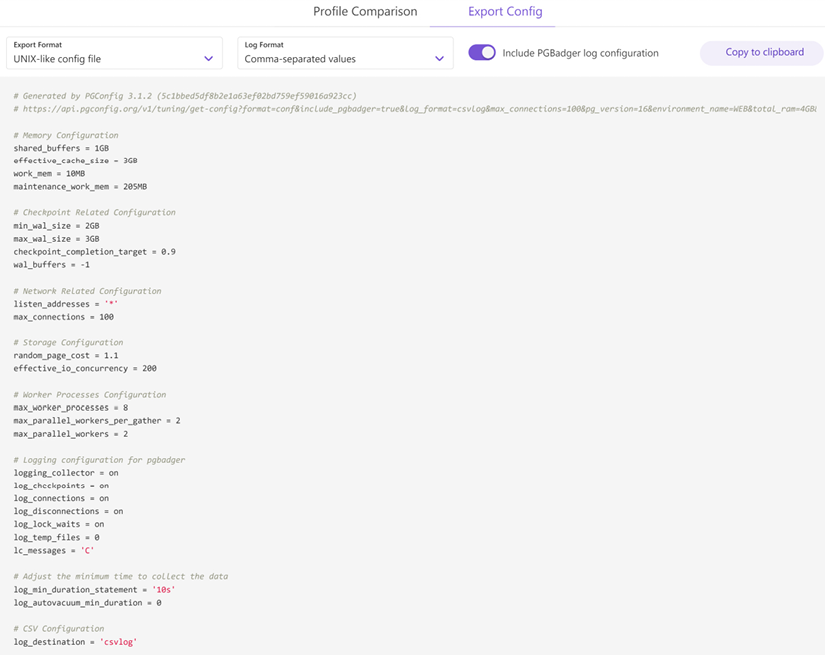 Profile Comparison
Export Config
Export Format
UNIX-like config file
Log Format
Comma-separated values
Include PGBadger log configuration
Copy to clipboard
# Generated by PGConfig 3.1.2 (5c1bbed5df8b2e1a63ef02bd759ef59016a923cc)
# https://api.pgconfig.org/v1/tuning/get-config?format=conf&include_pgbadger=true&log_format=csvlog&max_connections=100&pg_version=16&environment_name=WEB&total_ram=4GB&
# Memory Configuration
shared_buffers = 1GB
effective_cache_size = 3GB
work_mem = 10MB
maintenance_work_mem = 205MB
# Checkpoint Related Configuration
min_wal_size = 2GB
max_wal_size = 3GB
checkpoint_completion_target = 0.9
wal_buffers = -1
# Network Related Configuration
listen_addresses = '*'
max_connections = 100
# Storage Configuration
random_page_cost = 1.1
effective_io_concurrency = 200
# Worker Processes Configuration
max_worker_processes = 8
max_parallel_workers_per_gather = 2
max_parallel_workers = 2
# Logging configuration for pgbadger
logging_collector = on
log_checkpoints = on
log_connections = on
log_disconnections = on
log_lock_waits = on
log_temp_files = 0
lc_messages = 'C'
# Adjust the minimum time to collect the data
log_min_duration_statement = '10s'
log_autovacuum_min_duration = 0
# CSV Configuration
log_destination = 'csvlog'